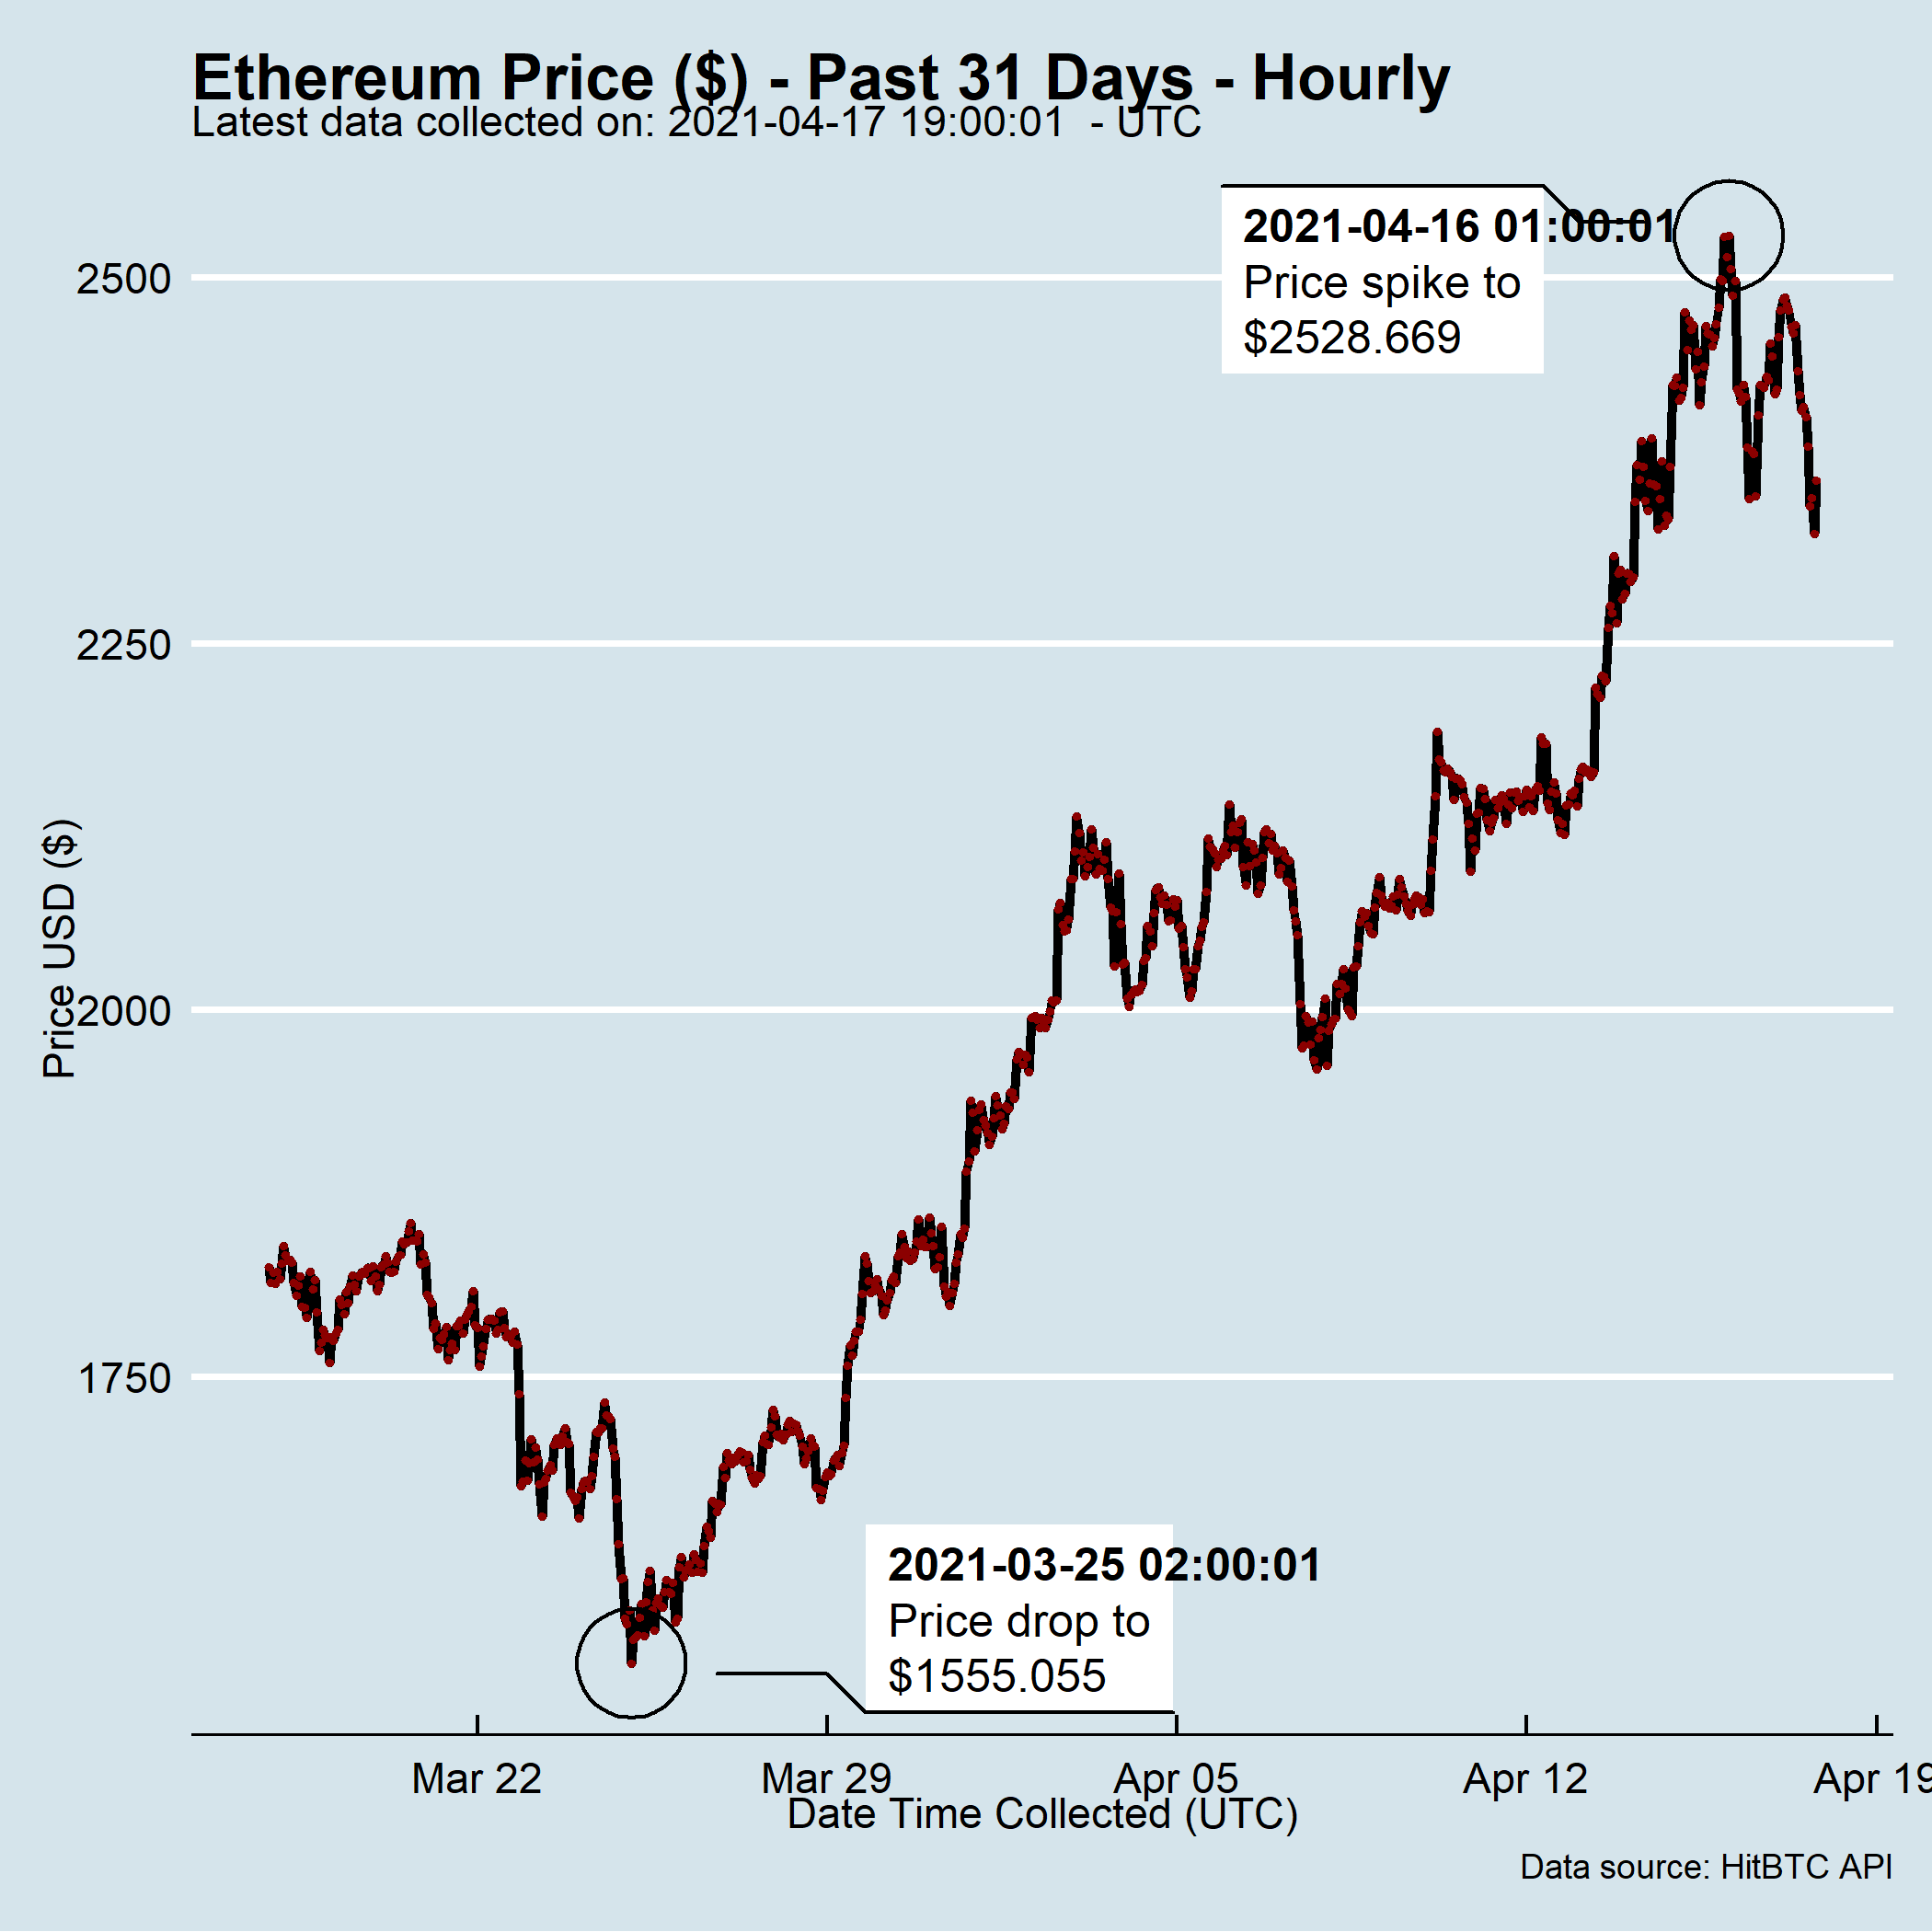 Ethereum Price ($) - Past 31 Days - Hourly
Latest data collected on: 2021-04-17 19:00:01  - UTC
2021-04-16 01:00:01
Price spike to
$2528.669
2500
2250
2000
1750
Price USD ($)
2021-03-25 02:00:01
Price drop to
$1555.055
Mar 22
Mar 29
Apr 05
Apr 12
Apr 19
Date Time Collected (UTC)
Data source: HitBTC API